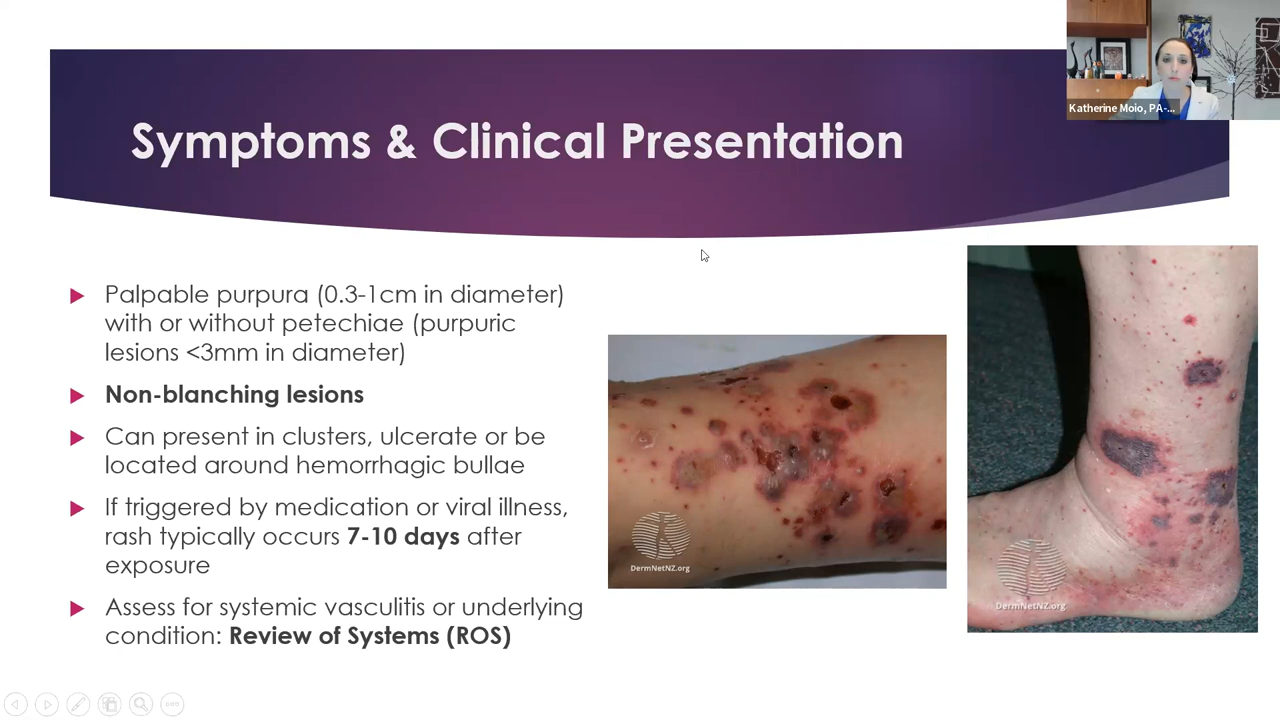 Katherine Moio, PA-...
Symptoms & Clinical Presentation
Palpable purpura (0.3-1cm in diameter)
with or without petechiae (purpuric
lesions <3mm in diameter)
Non-blanching lesions
Can present in clusters, ulcerate or be
located around hemorrhagic bullae
If triggered by medication or viral illness,
rash typically occurs 7-10 days after
exposure
Assess for systemic vasculitis or underlying
condition: Review of Systems (ROS)
DermNetNZ.org
DermNetNZ.org